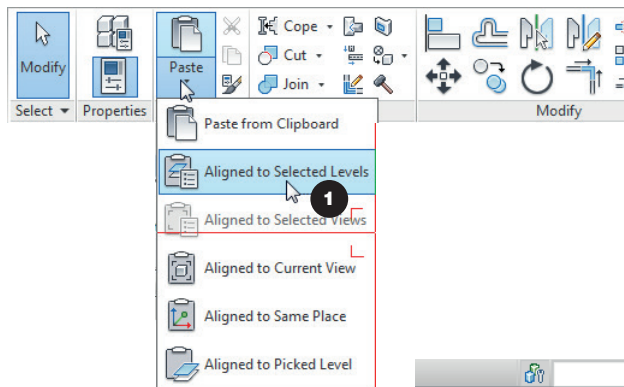 Modify
Paste
Cope
Cut
Join
Select
Properties
Modify
Paste from Clipboard
Aligned to Selected Levels
1
Aligned to Selected Views
Aligned to Current View
Aligned to Same Place
Aligned to Picked Level